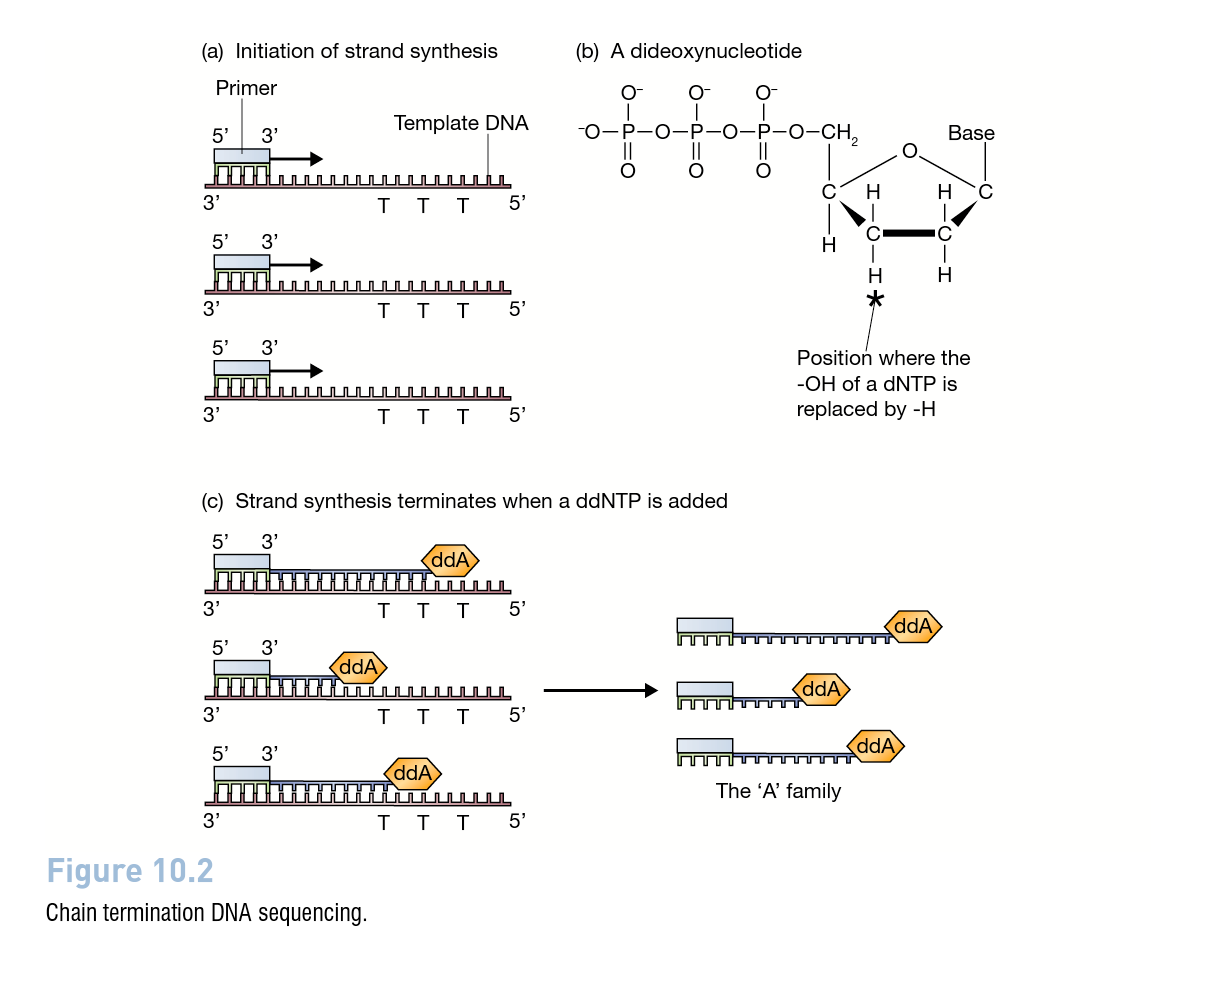 (a) Initiation of strand synthesis
Primer
Template DNA
5’ 3’
3’ T T T 5’
5’ 3’
3’ T T T 5’
5’ 3’
3’ T T T 5’
(b) A dideoxynucleotide
O⁻ O⁻ O⁻
⁻O–P–O–P–O–P–O–CH₂ Base
O O O O
C H H C
H C C
H H
*
Position where the
-OH of a dNTP is
replaced by -H
(c) Strand synthesis terminates when a ddNTP is added
5’ 3’ ddA
3’ T T T 5’
5’ 3’ ddA
3’ T T T 5’
5’ 3’ ddA
3’ T T T 5’
ddA
ddA
ddA
The ‘A’ family
Figure 10.2
Chain termination DNA sequencing.